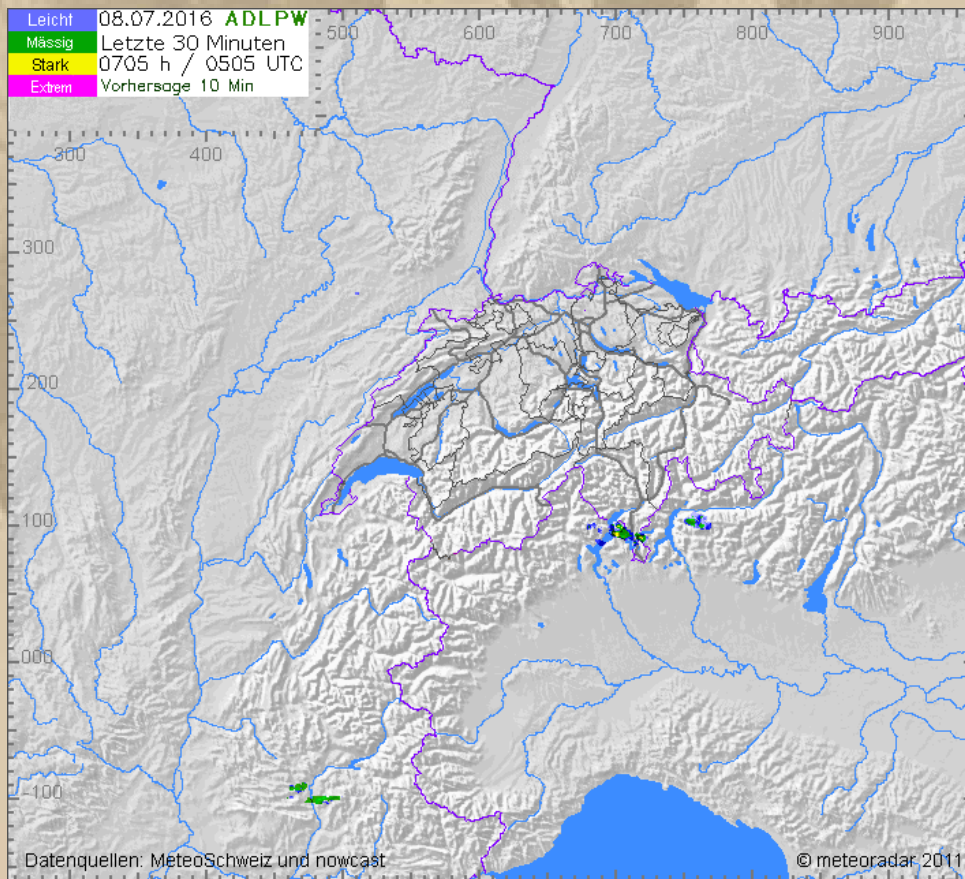 Leicht 08.07.2016 ADLPW
Mässig Letzte 30 Minuten
Stark 0705 h / 0505 UTC
Extrem Vorhersage 10 Min
500 600 700 800 900
300 400
300
200
100
000
-100
Datenquellen: MeteoSchweiz und nowcast © meteoradar 2011